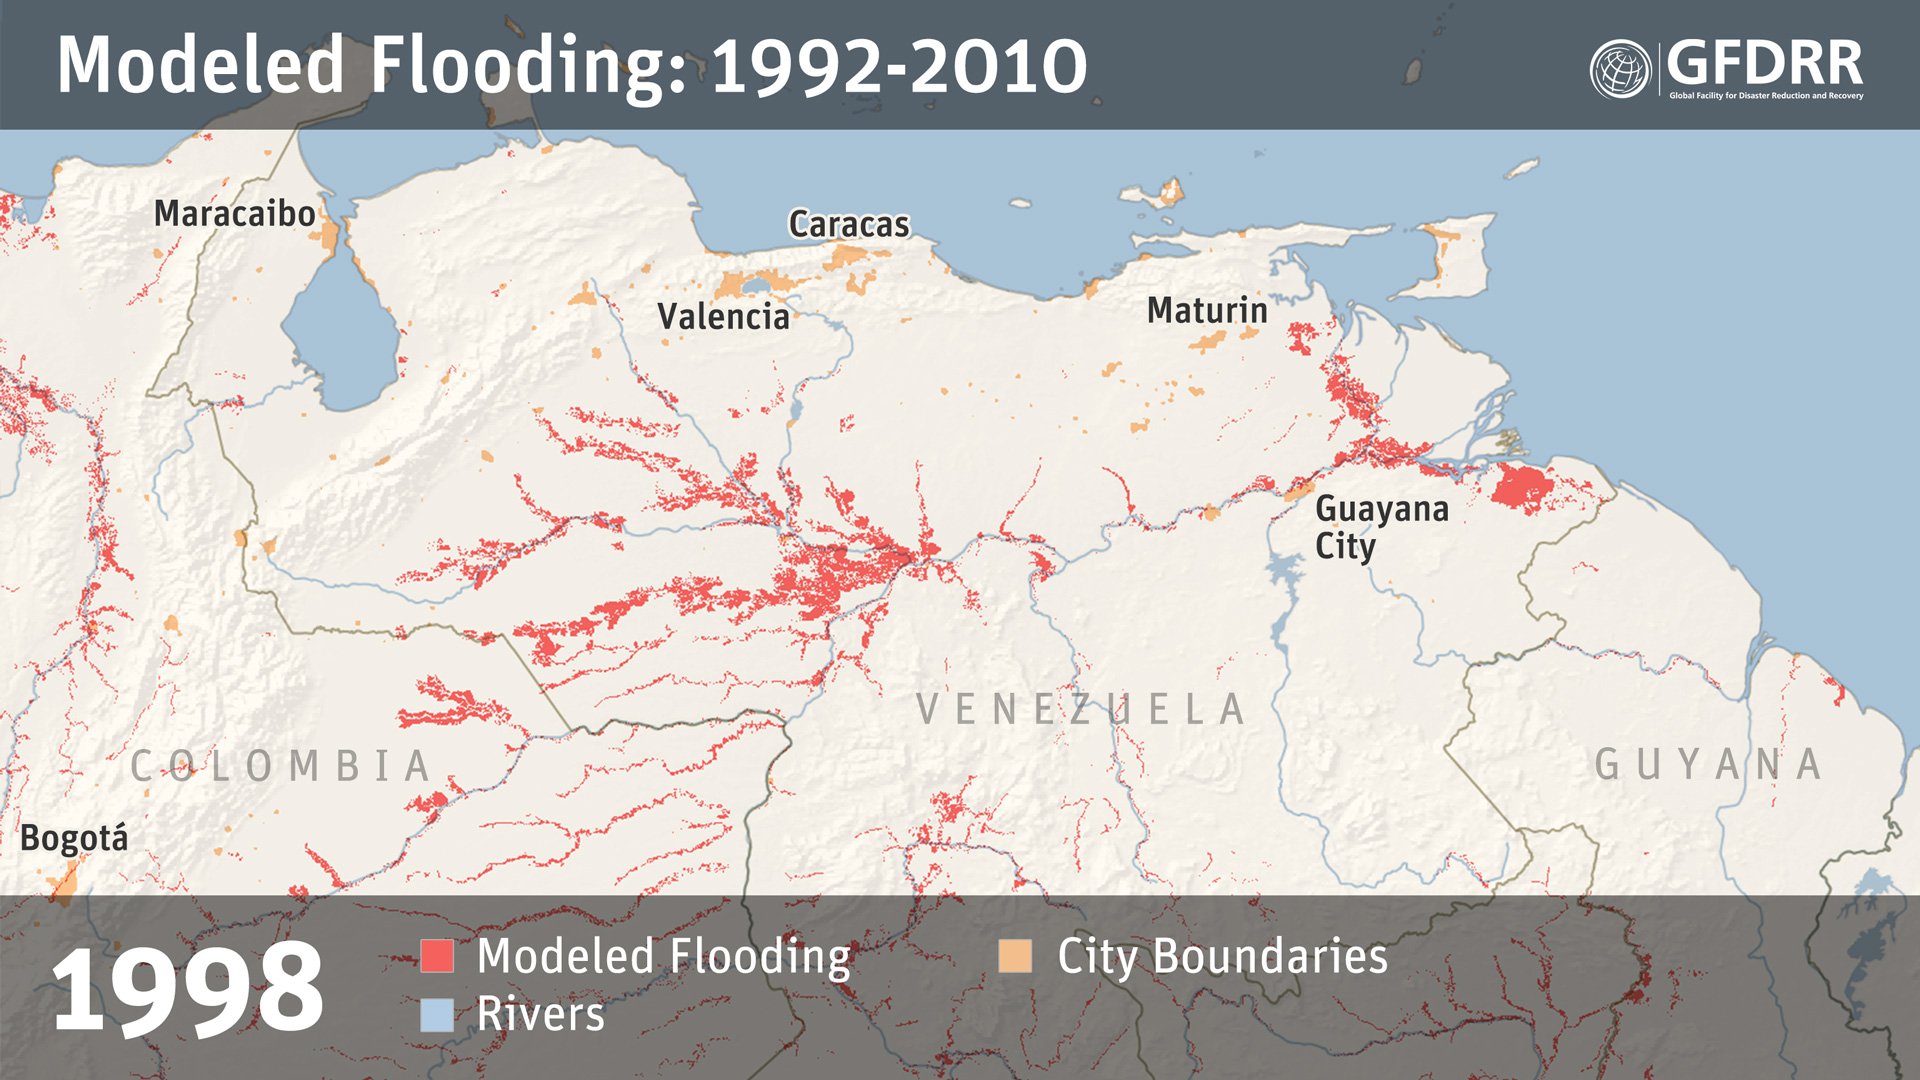 Modeled Flooding: 1992-2010
GFDRR
Global Facility for Disaster Reduction and Recovery
Maracaibo
Caracas
Valencia
Maturin
Guayana
City
VENEZUELA
COLOMBIA
GUYANA
Bogotá
1998
Modeled Flooding
City Boundaries
Rivers